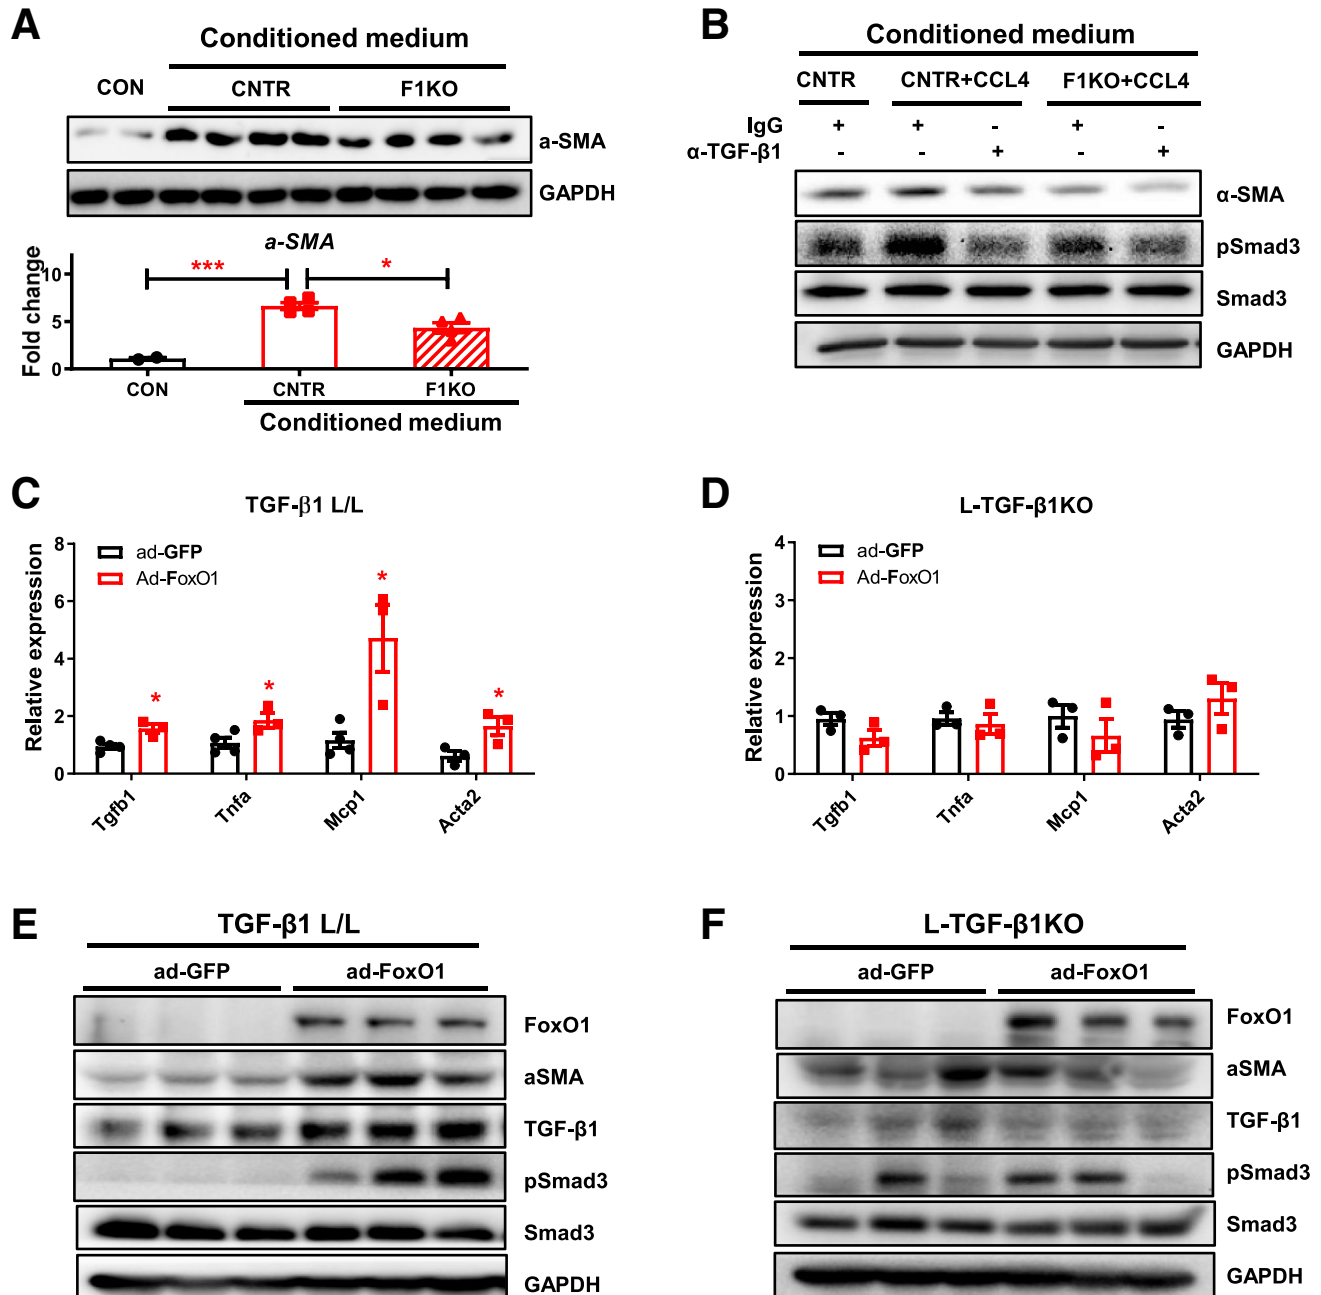 A
Conditioned medium
CON CNTR F1KO
a-SMA
GAPDH
a-SMA
*** *
Fold change
10
5
0
CON CNTR F1KO
Conditioned medium
B
Conditioned medium
CNTR CNTR+CCL4 F1KO+CCL4
IgG + + - + -
α-TGF-β1 - - + - +
α-SMA
pSmad3
Smad3
GAPDH
C
TGF-β1 L/L
ad-GFP
Ad-FoxO1
Relative expression
8
6
4
2
0
* * * *
Tgfb1 Tnfa Mcp1 Acta2
D
L-TGF-β1KO
ad-GFP
Ad-FoxO1
Relative expression
4
3
2
1
0
Tgfb1 Tnfa Mcp1 Acta2
E
TGF-β1 L/L
ad-GFP ad-FoxO1
FoxO1
aSMA
TGF-β1
pSmad3
Smad3
GAPDH
F
L-TGF-β1KO
ad-GFP ad-FoxO1
FoxO1
aSMA
TGF-β1
pSmad3
Smad3
GAPDH